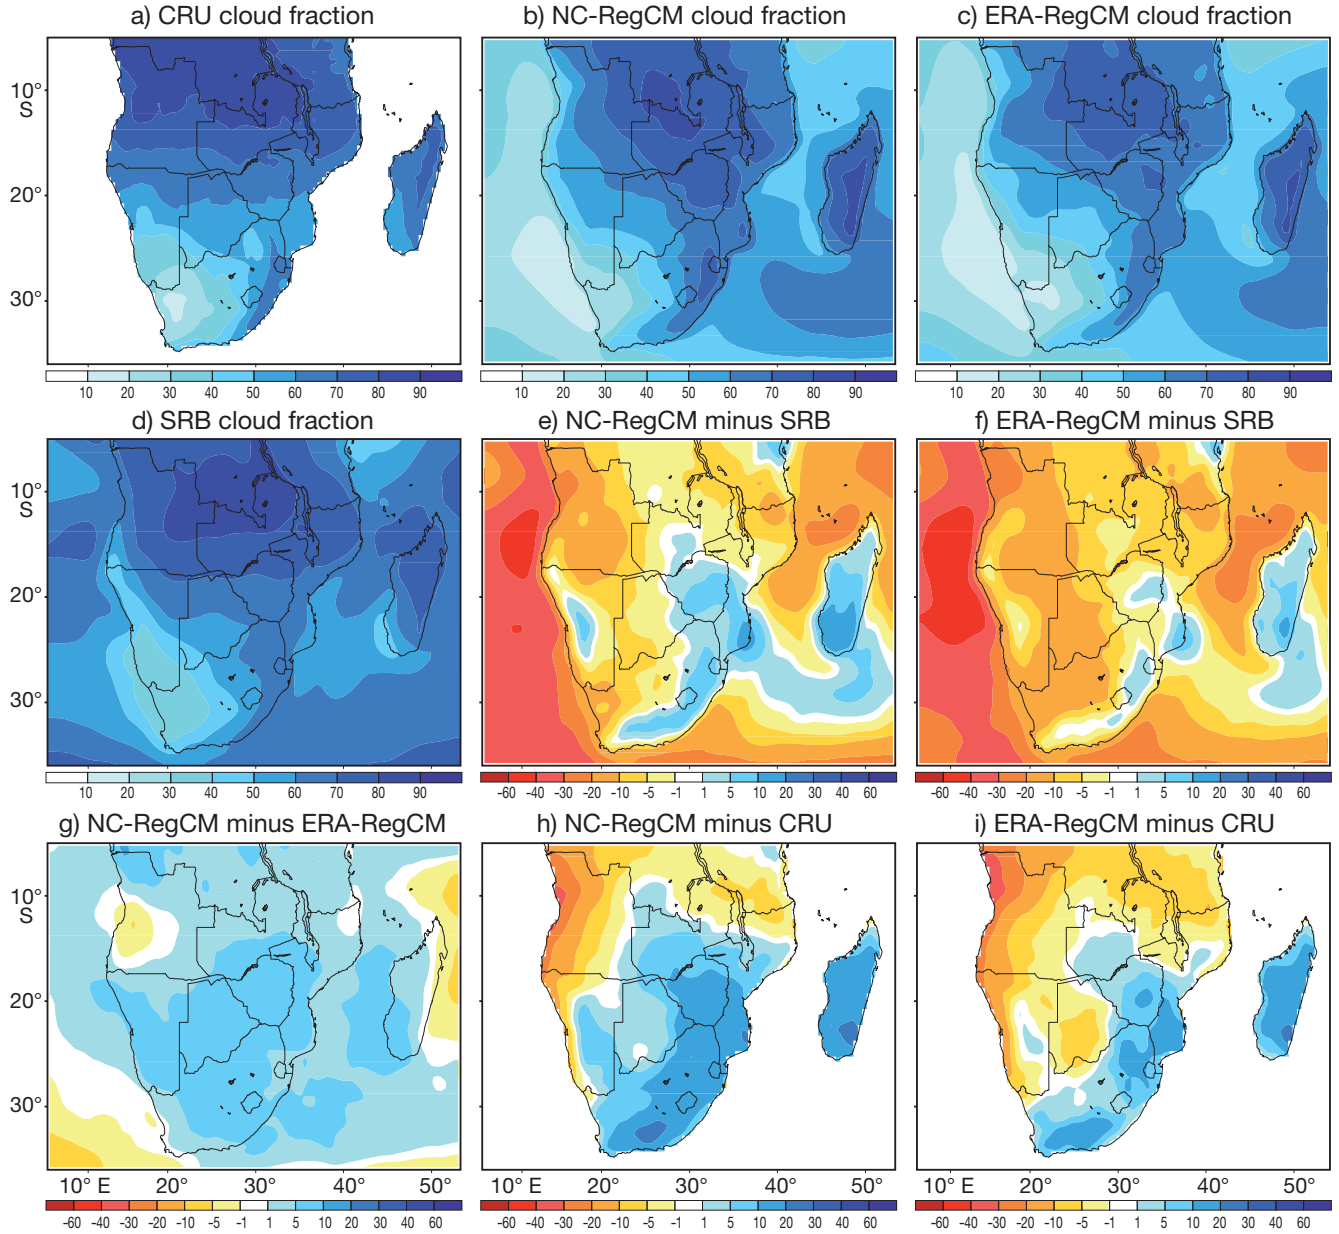 a) CRU cloud fraction
b) NC-RegCM cloud fraction
c) ERA-RegCM cloud fraction
10°
S
20°
30°
10 20 30 40 50 60 70 80 90
10 20 30 40 50 60 70 80 90
10 20 30 40 50 60 70 80 90
d) SRB cloud fraction
e) NC-RegCM minus SRB
f) ERA-RegCM minus SRB
10°
S
20°
30°
10 20 30 40 50 60 70 80 90
-60 -40 -30 -20 -10 -5 -1 1 5 10 20 30 40 60
-60 -40 -30 -20 -10 -5 -1 1 5 10 20 30 40 60
g) NC-RegCM minus ERA-RegCM
h) NC-RegCM minus CRU
i) ERA-RegCM minus CRU
10°
S
20°
30°
10° E 20° 30° 40° 50°
10° E 20° 30° 40° 50°
10° E 20° 30° 40° 50°
-60 -30 -20 -10 -5 -1 1 5 10 20 30 40 60
-60 -40 -30 -20 -10 -5 -1 1 5 10 20 30 40 60
-60 -40 -30 -20 -10 -5 -1 1 5 10 20 30 40 60